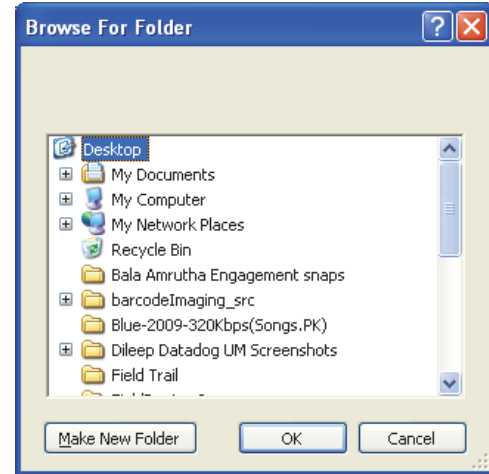 Browse For Folder
Desktop
My Documents
My Computer
My Network Places
Recycle Bin
Bala Amrutha Engagement snaps
barcodeImaging_src
Blue-2009-320Kbps(Songs.PK)
Dileep Datadog UM Screenshots
Field Trail
Make New Folder OK Cancel